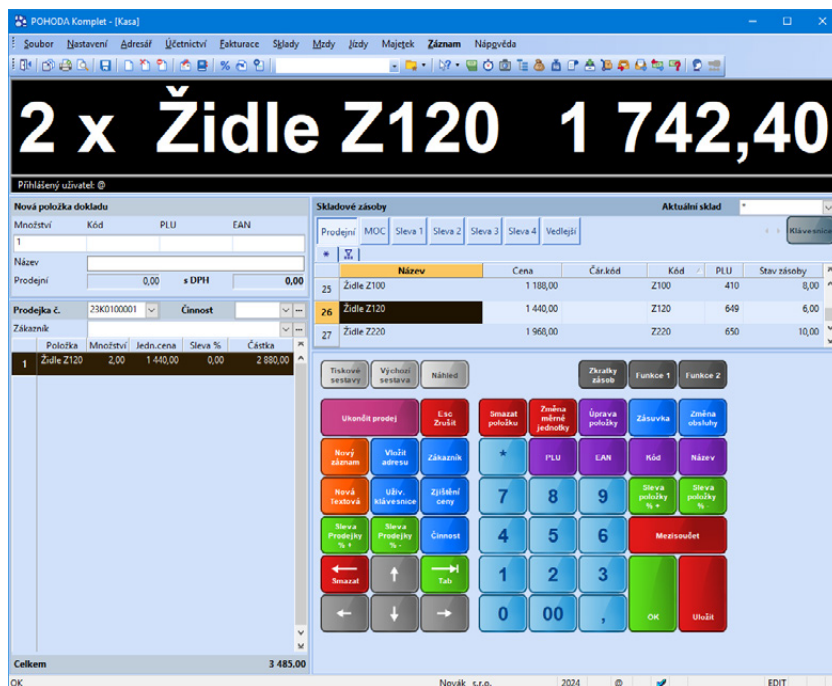 POHODA Komplet - [Kasa]
Soubor Nastavení Adresář Účetnictví Fakturace Sklady Mzdy Jízdy Majetek Záznam Nápověda
2 x Židle Z120 1 742,40
Přihlášený uživatel: @
Nová položka dokladu
Množství Kód PLU EAN
1
Název
Prodejní 0,00 s DPH 0,00
Prodejka č. 23K0100001 Činnost
Zákazník
Položka Množství Jedn.cena Sleva % Částka
1 Židle Z120 2,00 1 440,00 0,00 2 880,00
Celkem 3 485,00
Skladové zásoby Aktuální sklad *
Prodejní MOC Sleva 1 Sleva 2 Sleva 3 Sleva 4 Vedlejší Klávesnice
Název Cena Čár.kód Kód PLU Stav zásoby
25 Židle Z100 1 188,00 Z100 410 8,00
26 Židle Z120 1 440,00 Z120 649 6,00
27 Židle Z220 1 968,00 Z220 650 10,00
Tiskové sestavy Výchozí sestava Náhled Zkratky zásob Funkce 1 Funkce 2
Ukončit prodej Esc Zrušit Smazat položku Změna měrné jednotky Úprava položky Zásuvka Změna obsluhy
Nový záznam Vložit adresu Zákazník * PLU EAN Kód Název
Nová Textová Uživ. klávesnice Zjištění ceny 7 8 9 Sleva položky % + Sleva položky % -
Sleva Prodejky % + Sleva Prodejky % - Činnost 4 5 6 Mezisoučet
Smazat Tab 1 2 3
0 00 , OK Uložit
OK Novák s.r.o. 2024 @ EDIT